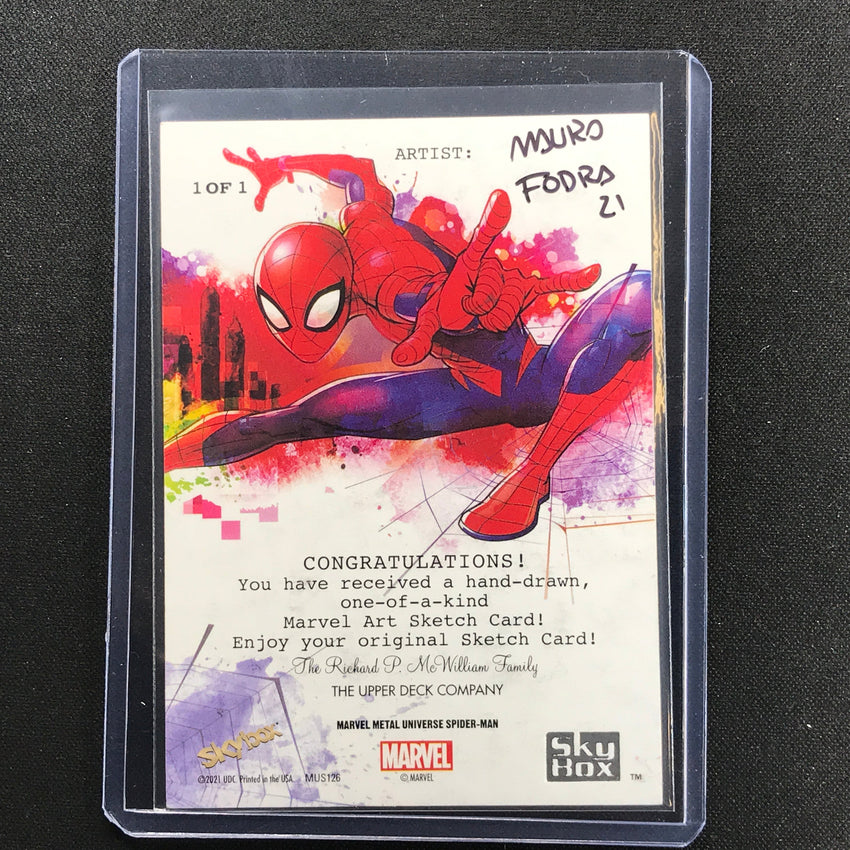 ARTIST: MAURO
FODRA
21
1 OF 1
CONGRATULATIONS!
You have received a hand-drawn,
one-of-a-kind
Marvel Art Sketch Card!
Enjoy your original Sketch Card!
The Richard P. McWilliam Family
THE UPPER DECK COMPANY
MARVEL METAL UNIVERSE SPIDER-MAN
Skybox
MARVEL
Sky
Box
TM
©2021 UDC. Printed in the USA. MUS126
© MARVEL